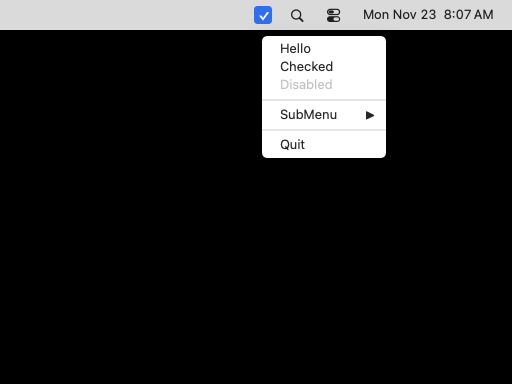 Mon Nov 23 8:07 AM
Hello
Checked
Disabled
SubMenu
Quit